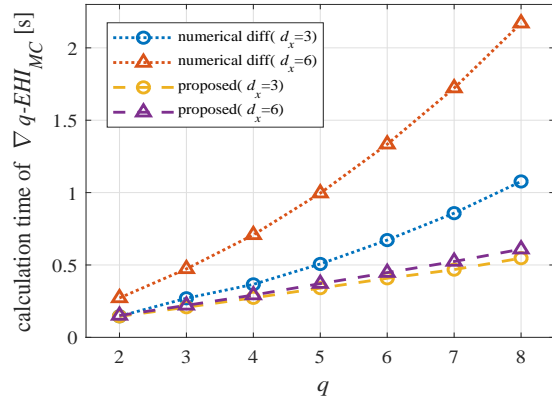 calculation time of ∇ q-EHI_MC [s]
2
1.5
1
0.5
0
numerical diff( d_x=3)
numerical diff( d_x=6)
proposed( d_x=3)
proposed( d_x=6)
2 3 4 5 6 7 8
q